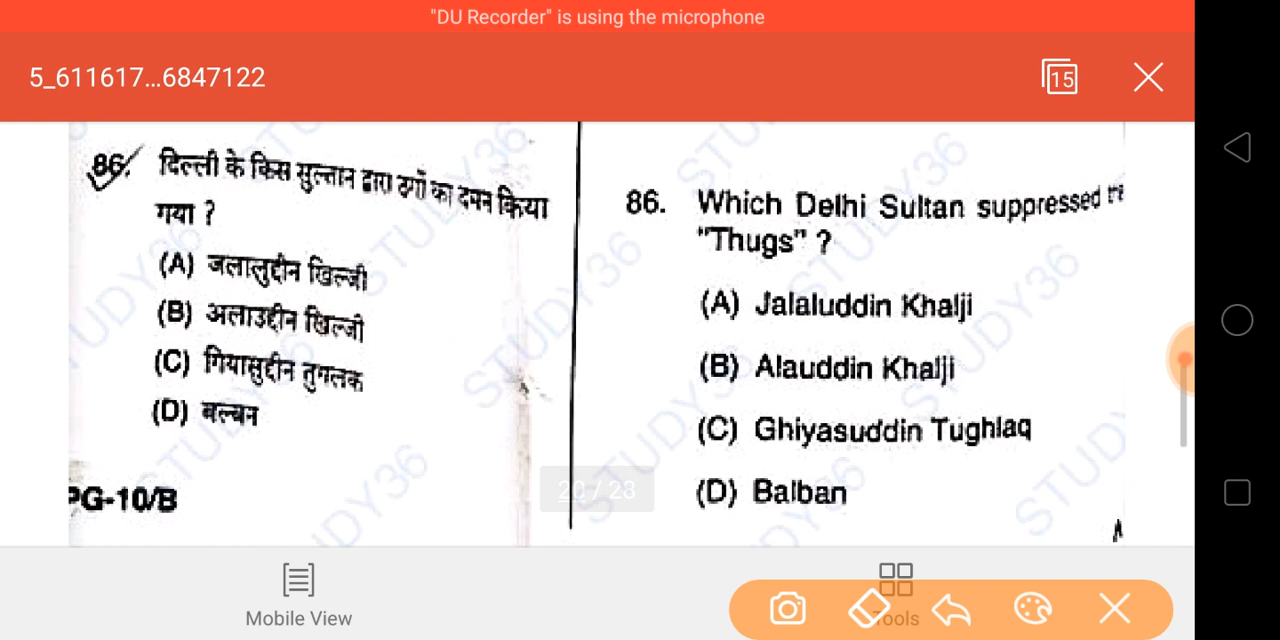 "DU Recorder" is using the microphone
5_611617...6847122
15
86. दिल्ली के किस सुल्तान द्वारा ठगों का दमन किया
गया ?
(A) जलालुद्दीन खिल्जी
(B) अलाउद्दीन खिल्जी
(C) गियासुद्दीन तुगलक
(D) बल्बन
PG-10/B
86. Which Delhi Sultan suppressed
"Thugs" ?
(A) Jalaluddin Khalji
(B) Alauddin Khalji
(C) Ghiyasuddin Tughlaq
(D) Balban
20 / 23
STUDY36
Mobile View
Tools